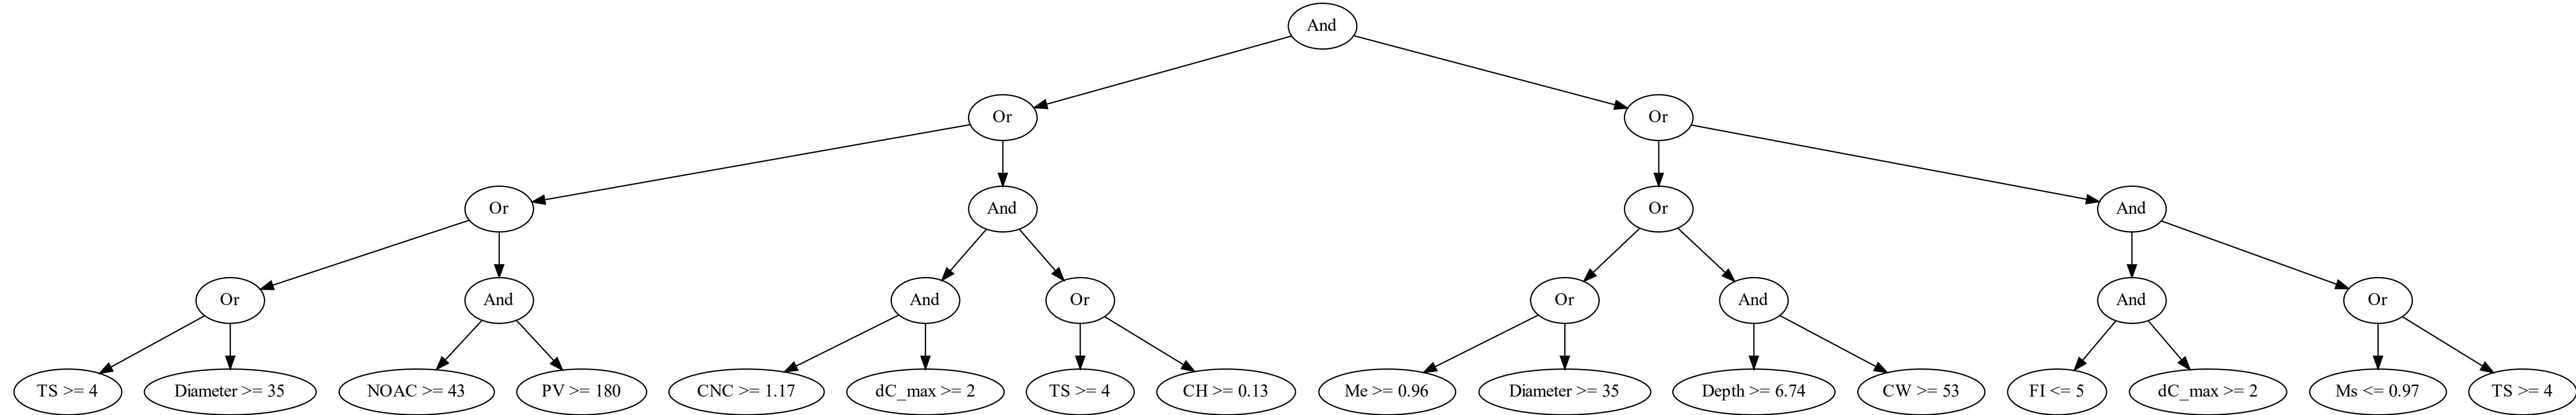 And
Or
Or
Or
And
Or
And
Or
And
And
Or
Or
And
And
Or
TS >= 4
Diameter >= 35
NOAC >= 43
PV >= 180
CNC >= 1.17
dC_max >= 2
TS >= 4
CH >= 0.13
Me >= 0.96
Diameter >= 35
Depth >= 6.74
CW >= 53
FI <= 5
dC_max >= 2
Ms <= 0.97
TS >= 4